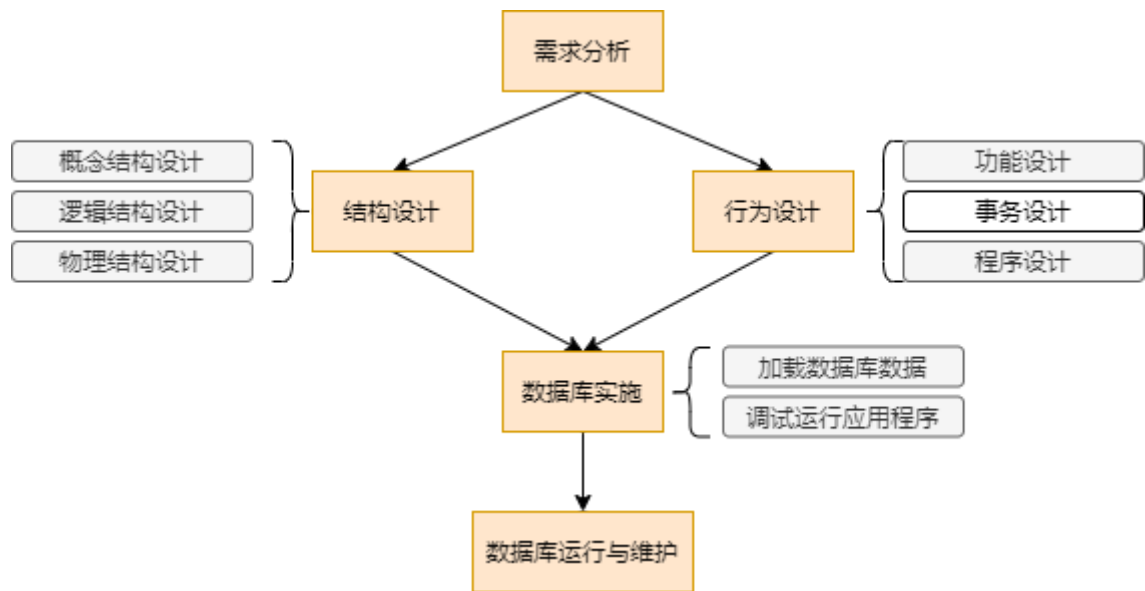 需求分析
概念结构设计
逻辑结构设计
物理结构设计
结构设计
行为设计
功能设计
事务设计
程序设计
数据库实施
加载数据库数据
调试运行应用程序
数据库运行与维护